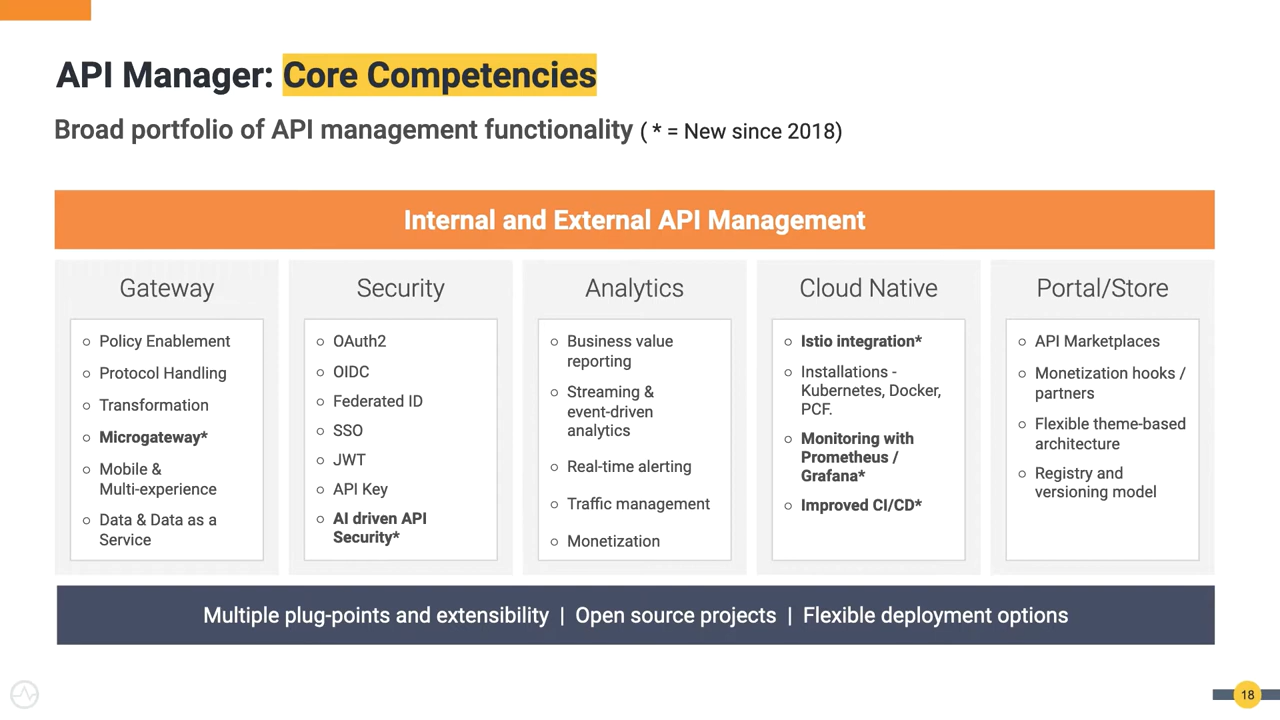 API Manager: Core Competencies
Broad portfolio of API management functionality ( * = New since 2018)
Internal and External API Management
Gateway
Policy Enablement
Protocol Handling
Transformation
Microgateway*
Mobile &
Multi-experience
Data & Data as a
Service
Security
OAuth2
OIDC
Federated ID
SSO
JWT
API Key
AI driven API
Security*
Analytics
Business value
reporting
Streaming &
event-driven
analytics
Real-time alerting
Traffic management
Monetization
Cloud Native
Istio integration*
Installations -
Kubernetes, Docker,
PCF.
Monitoring with
Prometheus /
Grafana*
Improved CI/CD*
Portal/Store
API Marketplaces
Monetization hooks /
partners
Flexible theme-based
architecture
Registry and
versioning model
Multiple plug-points and extensibility | Open source projects | Flexible deployment options
18